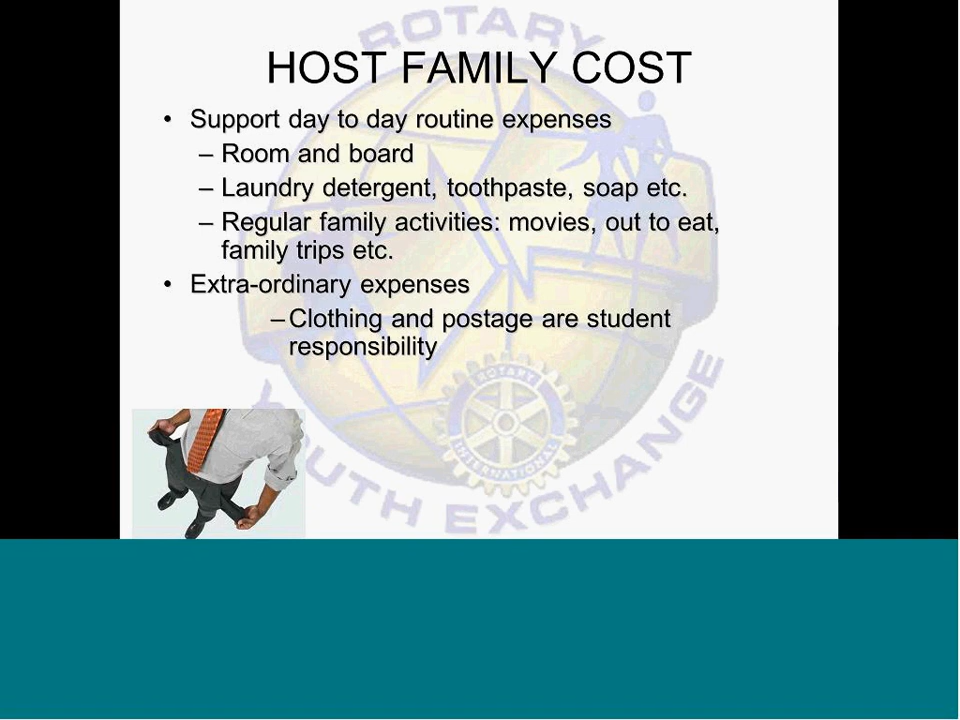 ROTARY
HOST FAMILY COST
• Support day to day routine expenses
– Room and board
– Laundry detergent, toothpaste, soap etc.
– Regular family activities: movies, out to eat,
family trips etc.
• Extra-ordinary expenses
– Clothing and postage are student
responsibility
ROTARY
INTERNATIONAL
YOUTH EXCHANGE